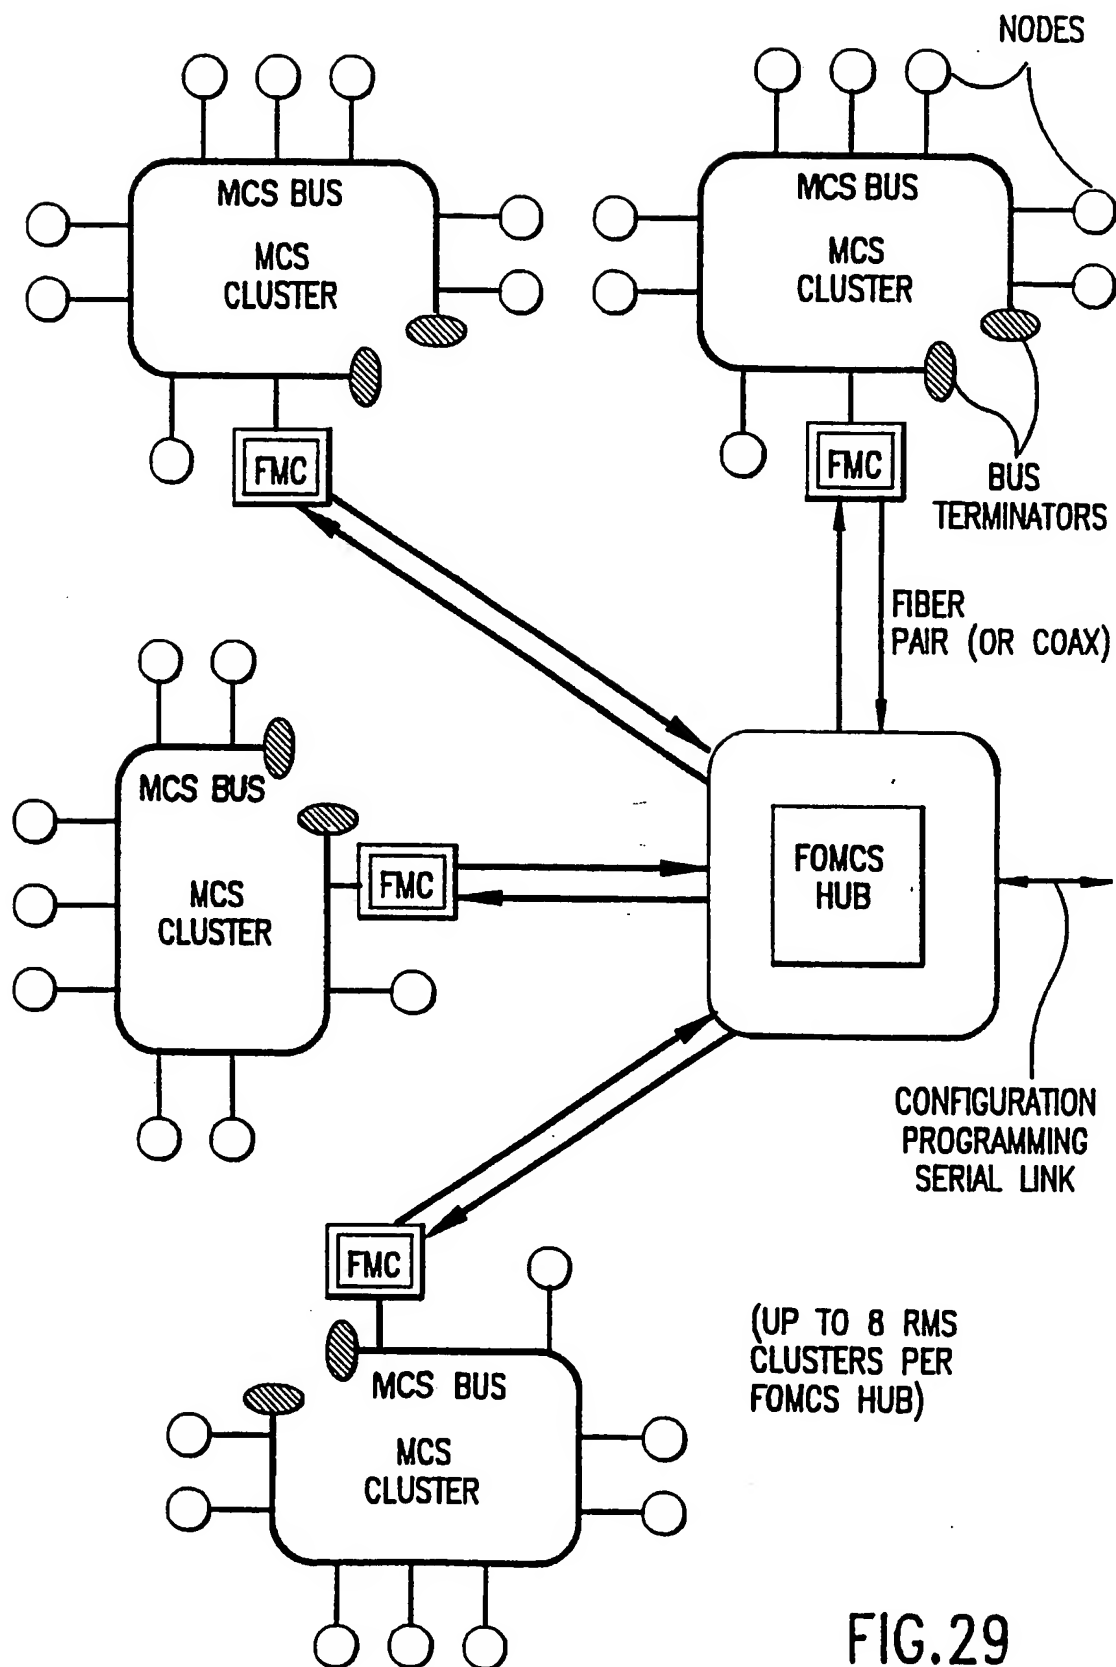 NODES
MCS BUS
MCS
CLUSTER
FMC
MCS BUS
MCS
CLUSTER
FMC
BUS
TERMINATORS
FIBER
PAIR (OR COAX)
MCS BUS
MCS
CLUSTER
FMC
FOMCS
HUB
CONFIGURATION
PROGRAMMING
SERIAL LINK
FMC
MCS BUS
MCS
CLUSTER
(UP TO 8 RMS
CLUSTERS PER
FOMCS HUB)
FIG.29